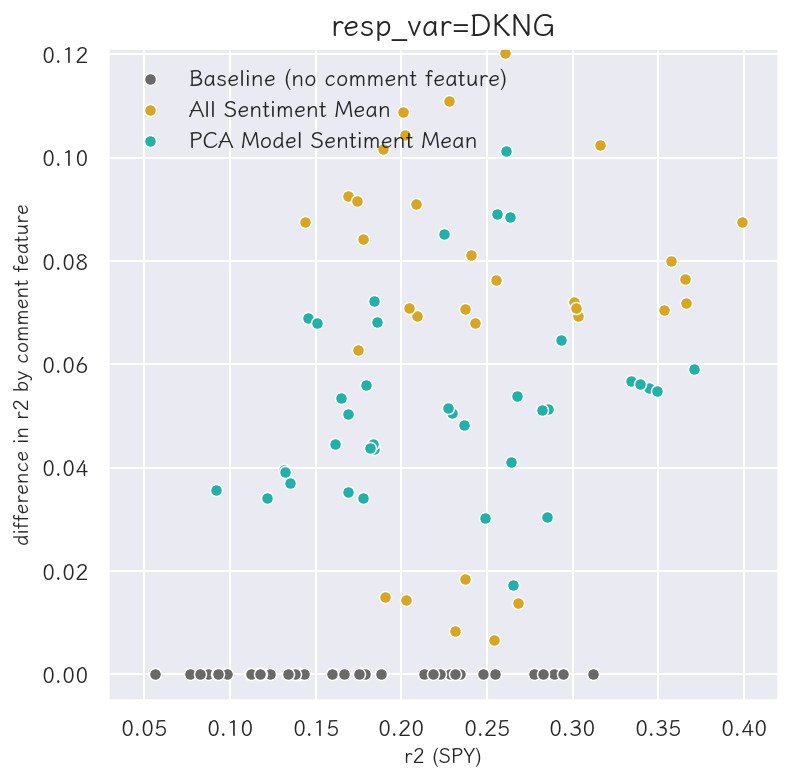 resp_var=DKNG
Baseline (no comment feature)
All Sentiment Mean
PCA Model Sentiment Mean
difference in r2 by comment feature
0.12
0.10
0.08
0.06
0.04
0.02
0.00
0.05 0.10 0.15 0.20 0.25 0.30 0.35 0.40
r2 (SPY)